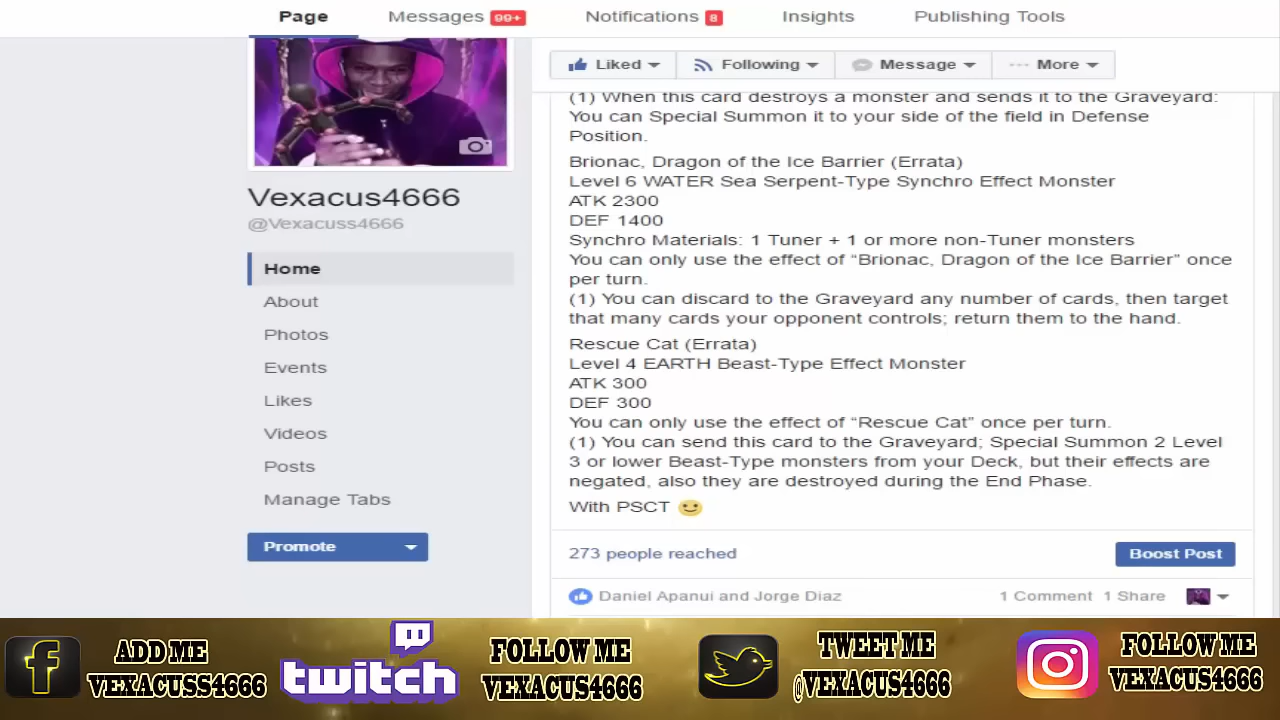 Page
Messages 99+
Notifications 8
Insights
Publishing Tools
Liked
Following
Message
More
Vexacus4666
@Vexacuss4666
Home
About
Photos
Events
Likes
Videos
Posts
Manage Tabs
Promote
(1) When this card destroys a monster and sends it to the Graveyard:
You can Special Summon it to your side of the field in Defense
Position.
Brionac, Dragon of the Ice Barrier (Errata)
Level 6 WATER Sea Serpent-Type Synchro Effect Monster
ATK 2300
DEF 1400
Synchro Materials: 1 Tuner + 1 or more non-Tuner monsters
You can only use the effect of “Brionac, Dragon of the Ice Barrier” once
per turn.
(1) You can discard to the Graveyard any number of cards, then target
that many cards your opponent controls; return them to the hand.
Rescue Cat (Errata)
Level 4 EARTH Beast-Type Effect Monster
ATK 300
DEF 300
You can only use the effect of “Rescue Cat” once per turn.
(1) You can send this card to the Graveyard; Special Summon 2 Level
3 or lower Beast-Type monsters from your Deck, but their effects are
negated, also they are destroyed during the End Phase.
With PSCT 🙂
273 people reached
Boost Post
Daniel Apanui and Jorge Diaz
1 Comment 1 Share
ADD ME
VEXACUSS4666
twitch
FOLLOW ME
VEXACUS4666
TWEET ME
@VEXACUS4666
FOLLOW ME
VEXACUS4666